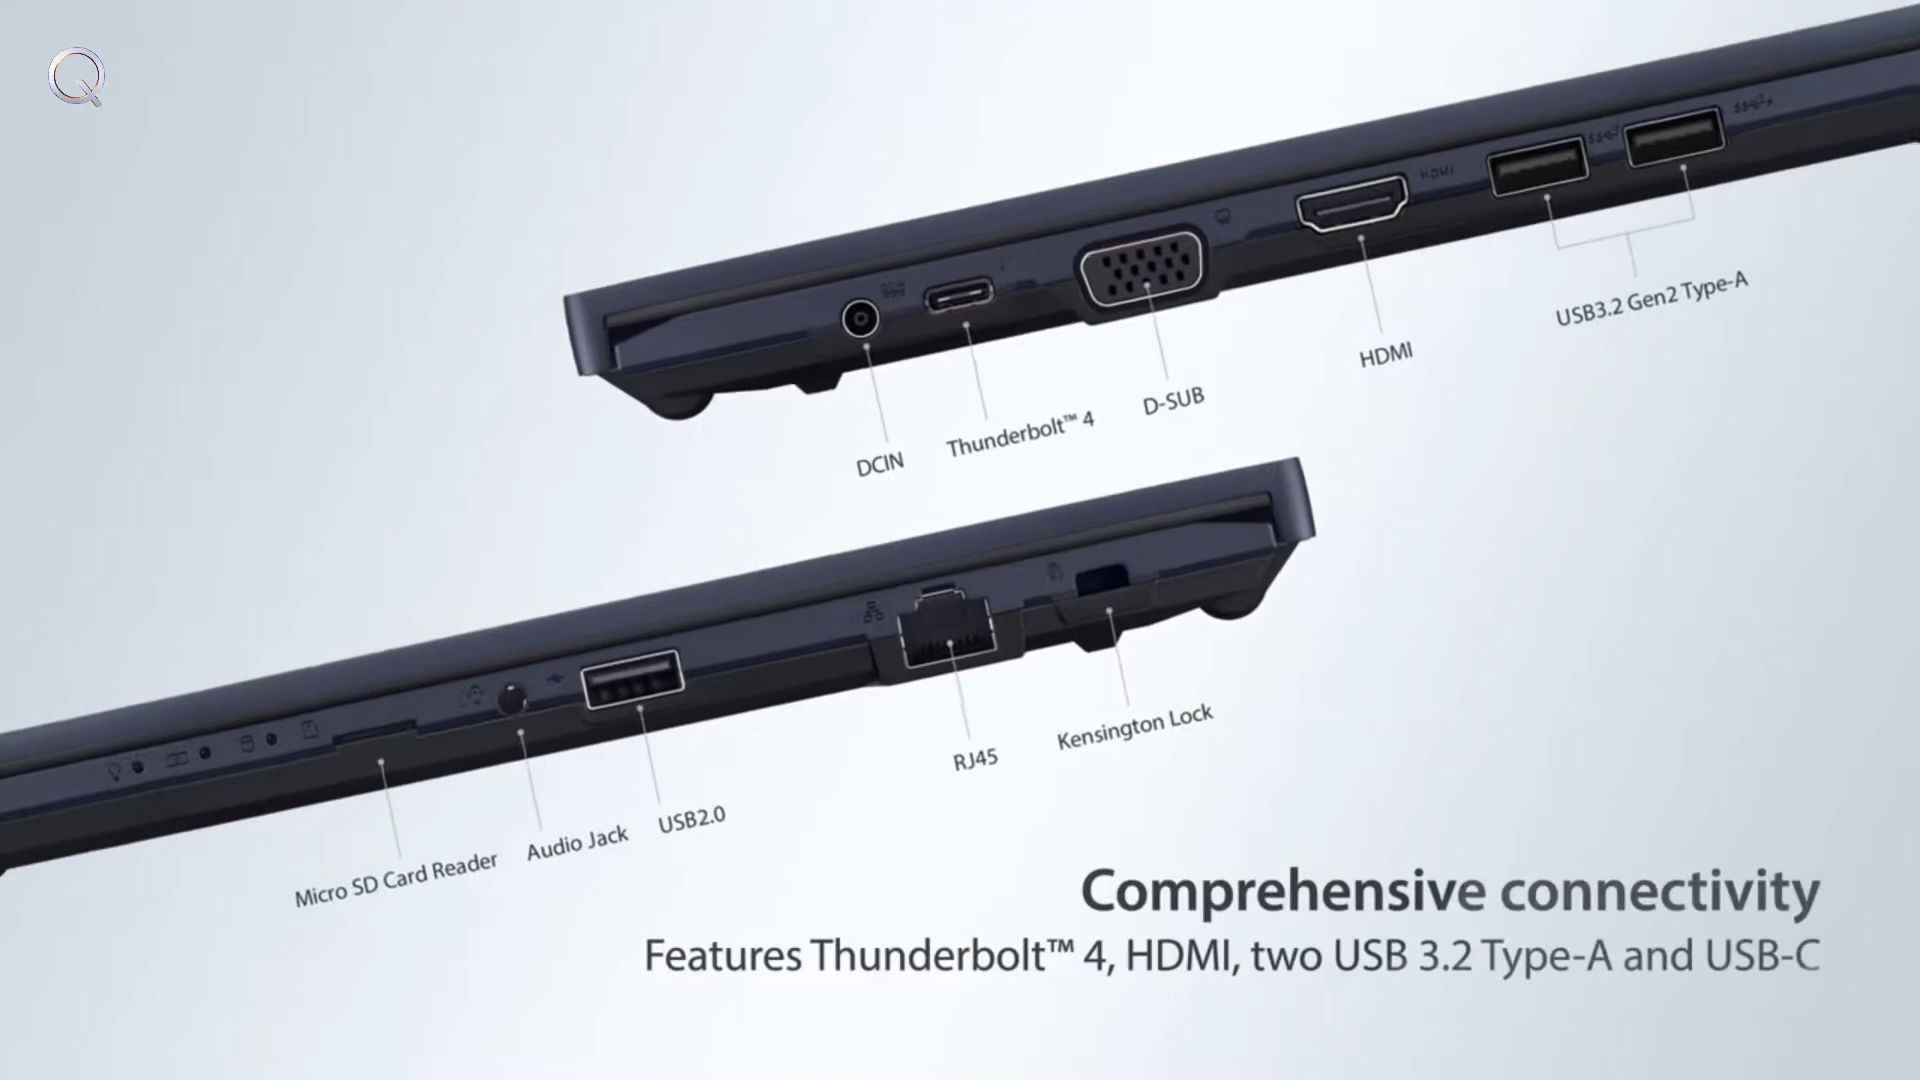 Q
HDMI
USB3.2 Gen2 Type-A
HDMI
D-SUB
Thunderbolt™ 4
DCIN
Kensington Lock
RJ45
USB2.0
Audio Jack
Micro SD Card Reader
Comprehensive connectivity
Features Thunderbolt™ 4, HDMI, two USB 3.2 Type-A and USB-C